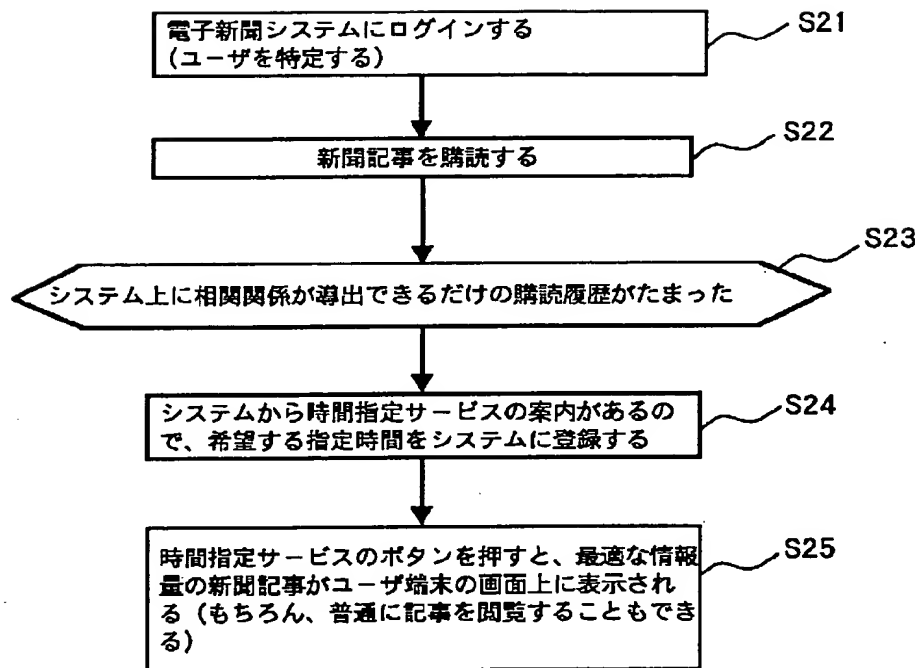 電子新聞システムにログインする
(ユーザを特定する)
S21
新聞記事を購読する
S22
システム上に相関関係が導出できるだけの購読履歴がたまった
S23
システムから時間指定サービスの案内があるの
で、希望する指定時間をシステムに登録する
S24
時間指定サービスのボタンを押すと、最適な情報
量の新聞記事がユーザ端末の画面上に表示され
る(もちろん、普通に記事を閲覧することもでき
る)
S25